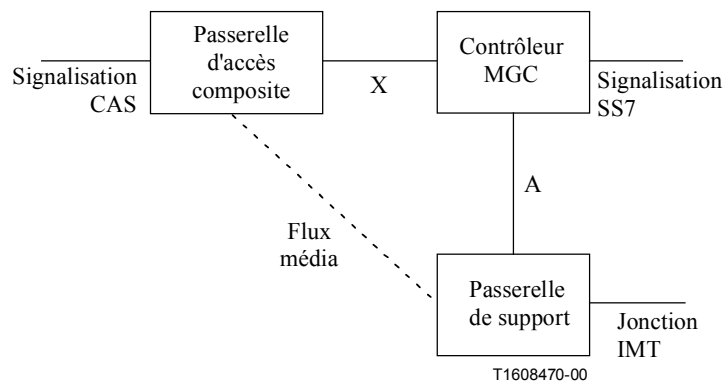 Passerelle
d'accès
composite
Contrôleur
MGC
Signalisation
CAS
X
Signalisation
SS7
A
Flux
média
Passerelle
de support
Jonction
IMT
T1608470-00